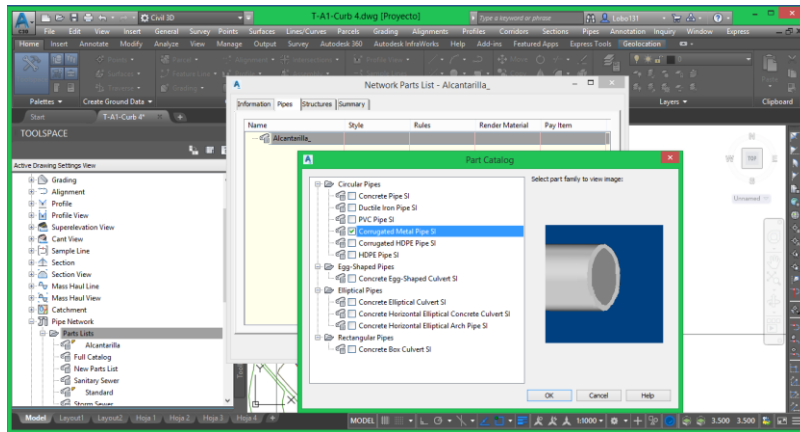 Civil 3D
T-A1-Curb 4.dwg [Proyecto]
Type a keyword or phrase
Lobo131
File Edit View Insert General Survey Points Surfaces Lines/Curves Parcels Grading Alignments Profiles Corridors Sections Pipes Annotation Inquiry Window Express
Home Insert Annotate Modify Analyze View Manage Output Survey Autodesk 360 Autodesk InfraWorks Help Add-ins Featured Apps Express Tools Geolocation
Palettes
Create Ground Data
Layers
Clipboard
Start
T-A1-Curb 4*
TOOLSPACE
Active Drawing Settings View
Grading
Alignment
Profile
Profile View
Superelevation View
Cant View
Sample Line
Section
Section View
Mass Haul Line
Mass Haul View
Catchment
Pipe Network
Parts Lists
Alcantarilla
Full Catalog
New Parts List
Sanitary Sewer
Standard
Storm Sewer
Network Parts List - Alcantarilla_
Information Pipes Structures Summary
Name Style Rules Render Material Pay Item
Alcantarilla_
Part Catalog
Circular Pipes
Concrete Pipe SI
Ductile Iron Pipe SI
PVC Pipe SI
Corrugated Metal Pipe SI
Corrugated HDPE Pipe SI
HDPE Pipe SI
Egg-Shaped Pipes
Concrete Egg-Shaped Culvert SI
Elliptical Pipes
Concrete Elliptical Culvert SI
Concrete Horizontal Elliptical Concrete Culvert SI
Concrete Horizontal Elliptical Arch Pipe SI
Rectangular Pipes
Concrete Box Culvert SI
Select part family to view image:
OK Cancel Help
N
W TOP E
Unnamed
Y
X
Model Layout1 Layout2 Hoja 1 Hoja 2 Hoja 3 Hoja 4 +
MODEL 1:1000 3.500 3.500